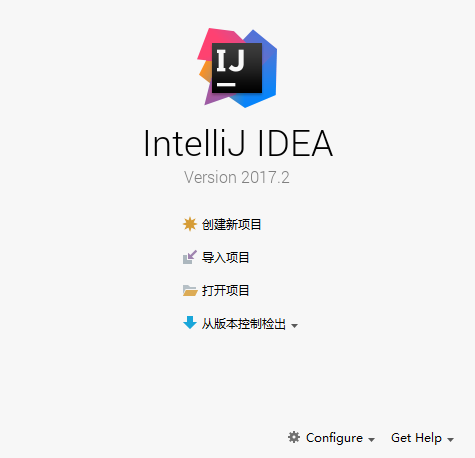 IJ
IntelliJ IDEA
Version 2017.2
创建新项目
导入项目
打开项目
从版本控制检出
Configure Get Help